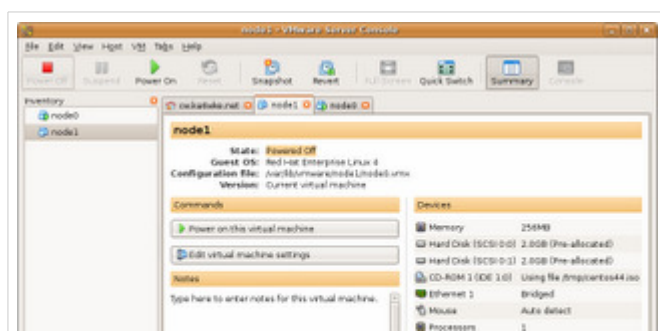 node1 - VMware Server Console
File Edit View Host VM Tabs Help
Power Off Suspend Power On Reset Snapshot Revert Full Screen Quick Switch Summary Console
Inventory
node0
node1
node1 node0
node1
State: Powered Off
Guest OS: Red Hat Enterprise Linux 4
Configuration file: /var/lib/vmware/node1/node0.vmx
Version: Current virtual machine
Commands
Power on this virtual machine
Edit virtual machine settings
Notes
Type here to enter notes for this virtual machine.
Devices
Memory 256MB
Hard Disk (SCSI 0:0) 2.0GB (Pre-allocated)
Hard Disk (SCSI 0:1) 2.0GB (Pre-allocated)
CD-ROM 1 (IDE 1:0) Using file /tmp/centos44.iso
Ethernet 1 Bridged
Mouse Auto detect
Processors 1